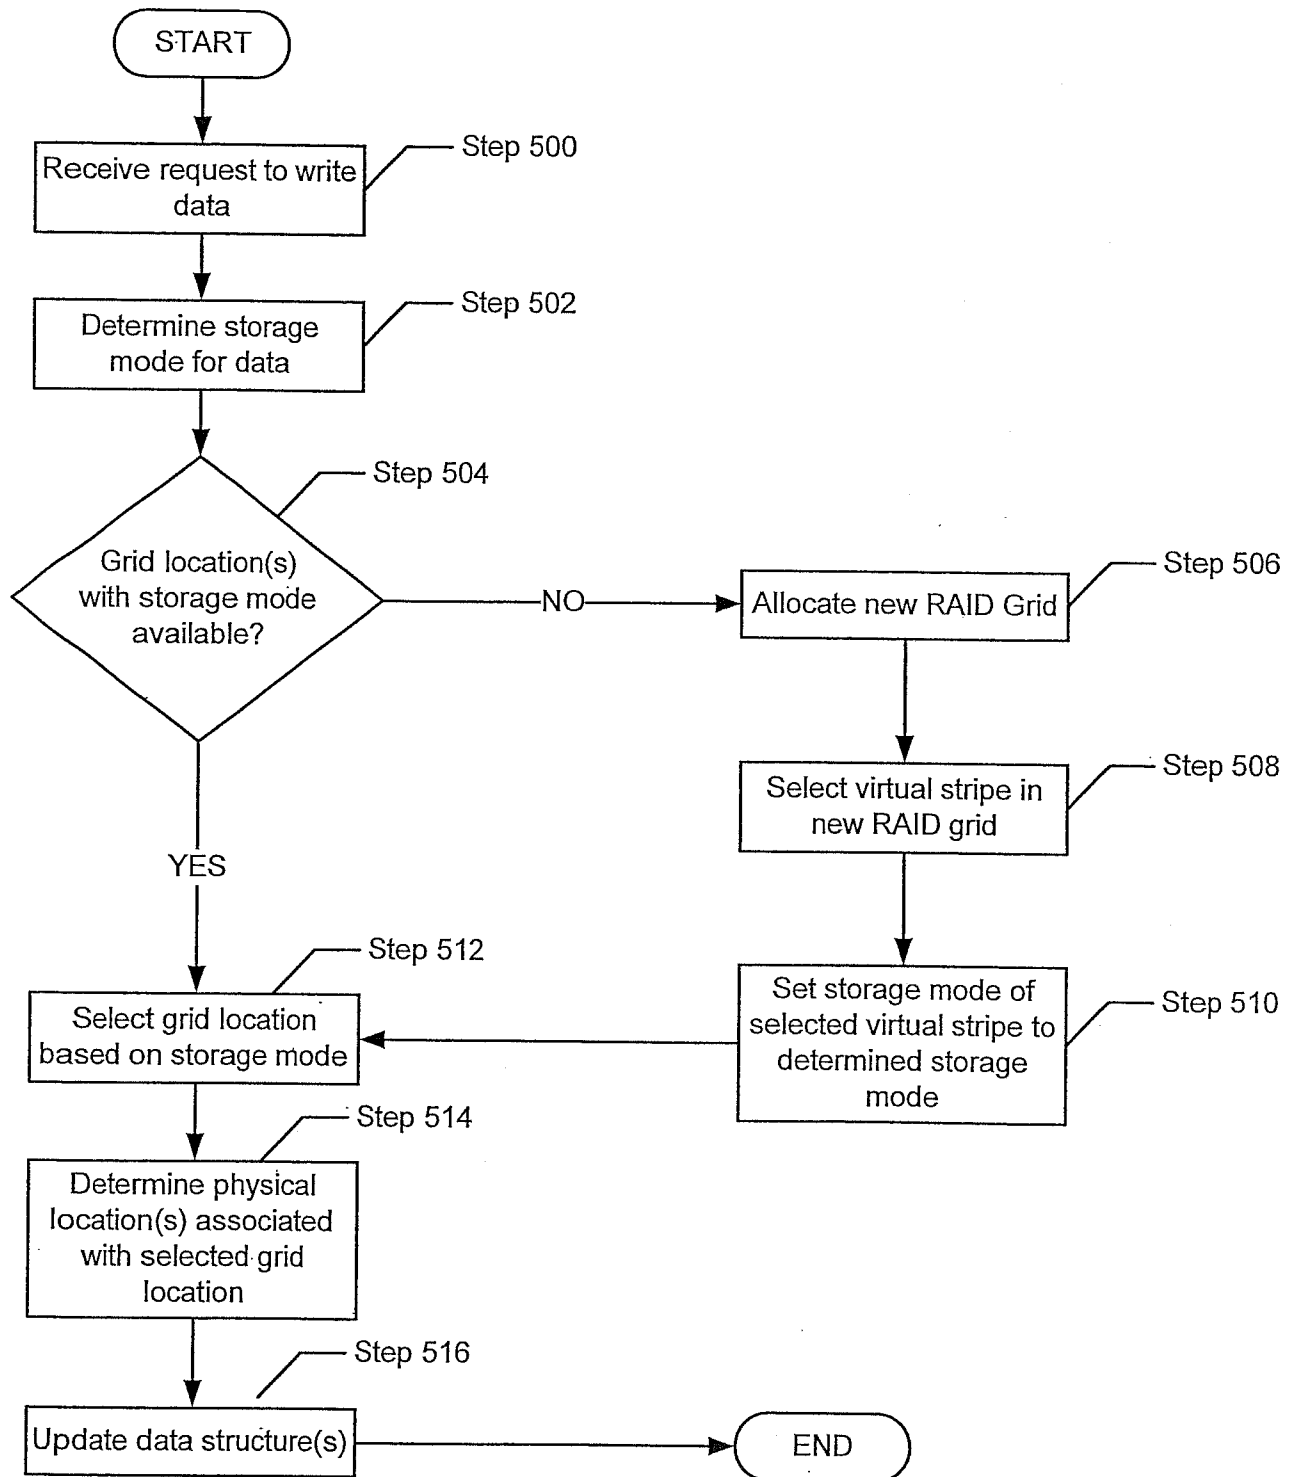 START
Step 500
Receive request to write
data
Step 502
Determine storage
mode for data
Step 504
Grid location(s)
with storage mode
available?
NO
Step 506
Allocate new RAID Grid
Step 508
Select virtual stripe in
new RAID grid
YES
Step 510
Set storage mode of
selected virtual stripe to
determined storage
mode
Step 512
Select grid location
based on storage mode
Step 514
Determine physical
location(s) associated
with selected grid
location
Step 516
Update data structure(s)
END